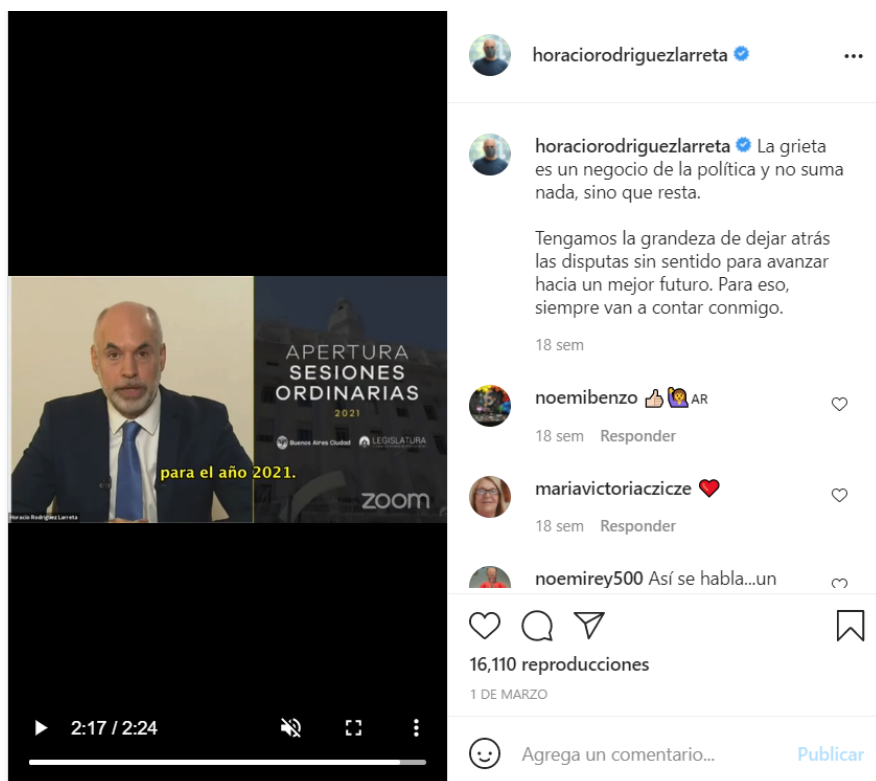 horaciorodriguezlarreta
horaciorodriguezlarreta La grieta
es un negocio de la política y no suma
nada, sino que resta.
Tengamos la grandeza de dejar atrás
las disputas sin sentido para avanzar
hacia un mejor futuro. Para eso,
siempre van a contar conmigo.
18 sem
noemibenzo 👍🏻🙋 AR
18 sem Responder
mariavictoriaczicze ❤️
18 sem Responder
noemirey500 Así se habla...un
16,110 reproducciones
1 DE MARZO
Agrega un comentario... Publicar
APERTURA
SESIONES
ORDINARIAS
2021
Buenos Aires Ciudad LEGISLATURA
para el año 2021.
zoom
Horacio Rodríguez Larreta
2:17 / 2:24